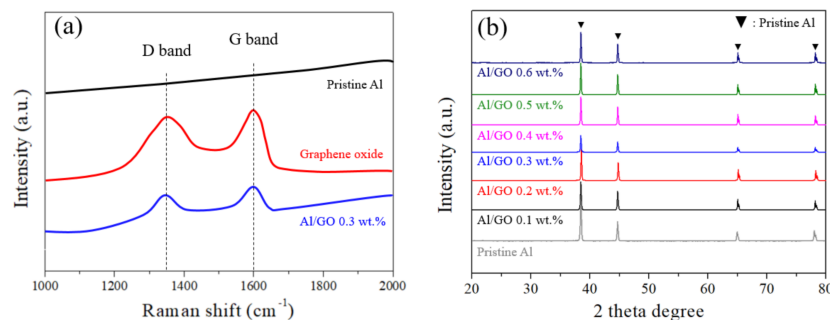 (a)
D band
G band
Pristine Al
Graphene oxide
Al/GO 0.3 wt.%
Intensity (a.u.)
1000
1200
1400
1600
1800
2000
Raman shift (cm⁻¹)
(b)
: Pristine Al
Al/GO 0.6 wt.%
Al/GO 0.5 wt.%
Al/GO 0.4 wt.%
Al/GO 0.3 wt.%
Al/GO 0.2 wt.%
Al/GO 0.1 wt.%
Pristine Al
Intensity (a.u.)
20
30
40
50
60
70
80
2 theta degree